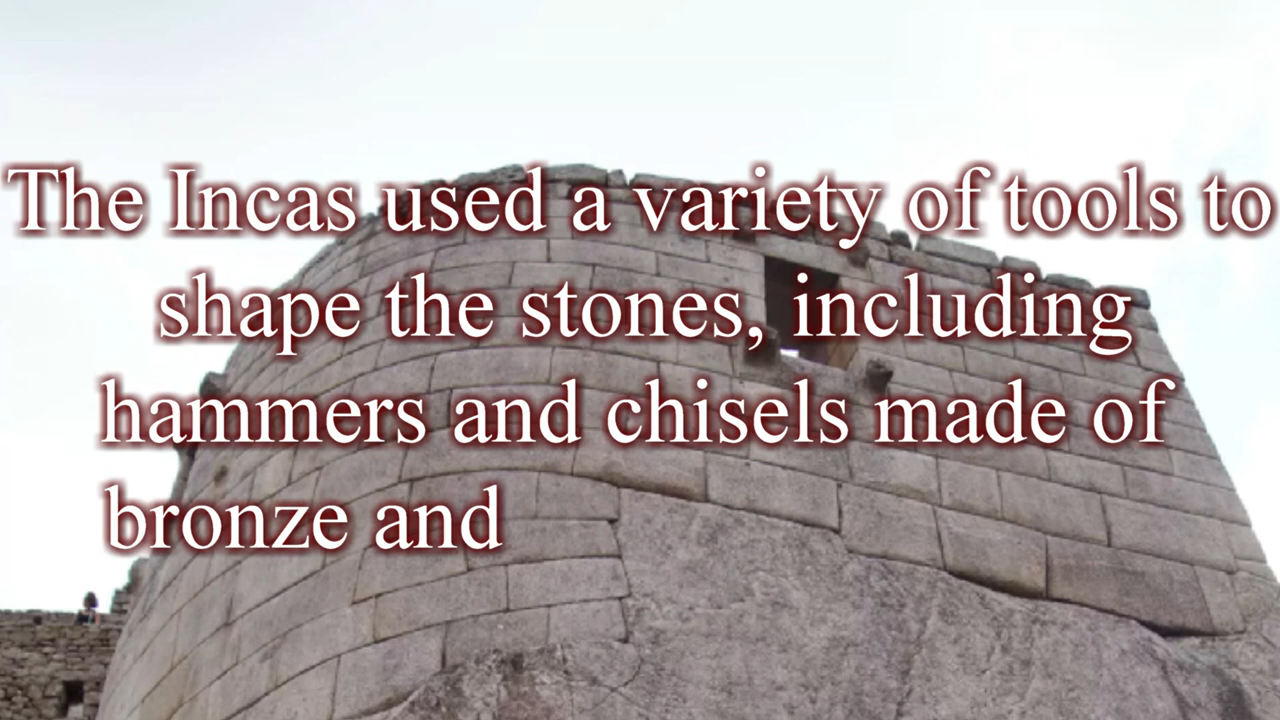 The Incas used a variety of tools to
shape the stones, including
hammers and chisels made of
bronze and